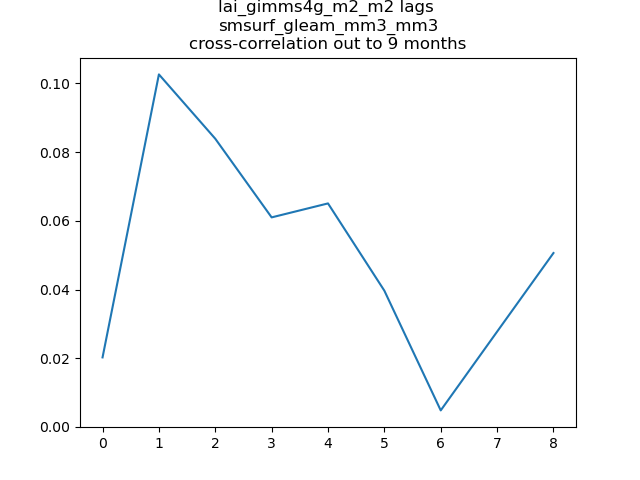 lai_gimms4g_m2_m2 lags
smsurf_gleam_mm3_mm3
cross-correlation out to 9 months
0.10
0.08
0.06
0.04
0.02
0.00
0 1 2 3 4 5 6 7 8